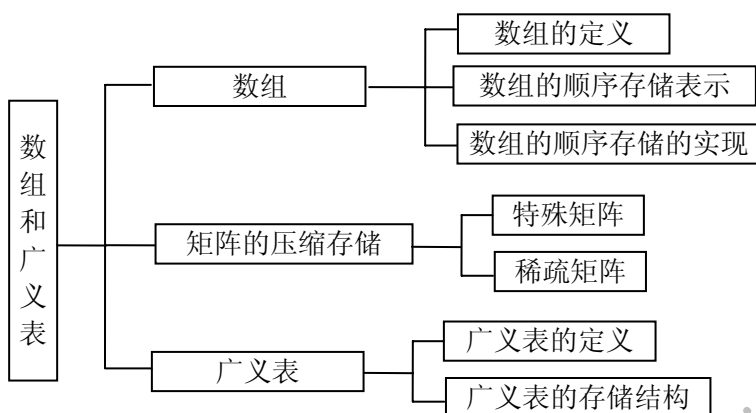 数组和广义表
数组
数组的定义
数组的顺序存储表示
数组的顺序存储的实现
矩阵的压缩存储
特殊矩阵
稀疏矩阵
广义表
广义表的定义
广义表的存储结构